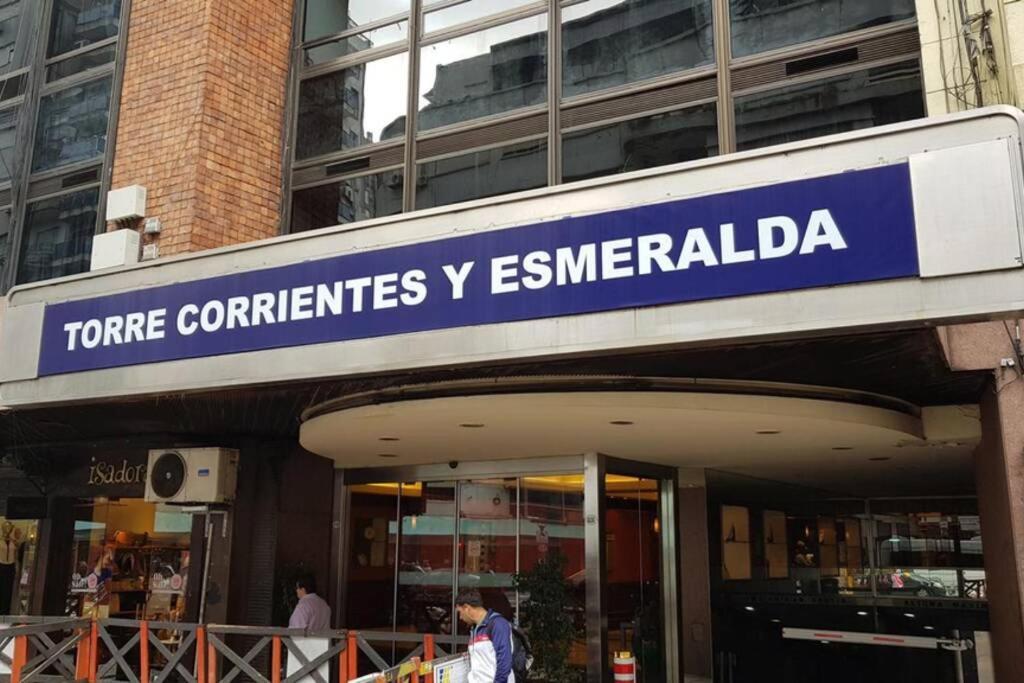 TORRE CORRIENTES Y ESMERALDA
isadora